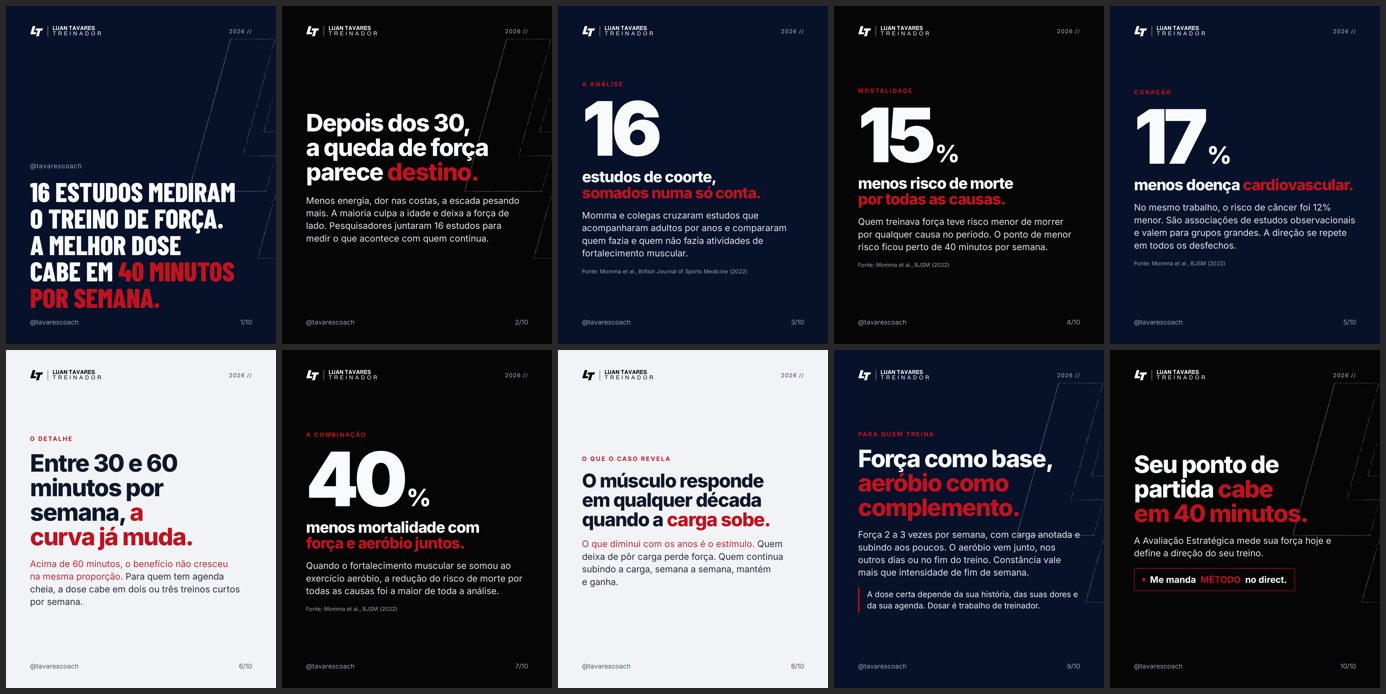 LT LUAN TAVARES
TREINADOR
2026 //
@tavarescoach
16 ESTUDOS MEDIRAM
O TREINO DE FORÇA.
A MELHOR DOSE
CABE EM 40 MINUTOS
POR SEMANA.
@tavarescoach
1/10
LT LUAN TAVARES
TREINADOR
2026 //
Depois dos 30,
a queda de força
parece destino.
Menos energia, dor nas costas, a escada pesando
mais. A maioria culpa a idade e deixa a força de
lado. Pesquisadores juntaram 16 estudos para
medir o que acontece com quem continua.
@tavarescoach
2/10
LT LUAN TAVARES
TREINADOR
2026 //
A ANÁLISE
16
estudos de coorte,
somados numa só conta.
Momma e colegas cruzaram estudos que
acompanharam adultos por anos e compararam
quem fazia e quem não fazia atividades de
fortalecimento muscular.
Fonte: Momma et al., British Journal of Sports Medicine (2022)
@tavarescoach
3/10
LT LUAN TAVARES
TREINADOR
2026 //
MORTALIDADE
15%
menos risco de morte
por todas as causas.
Quem treinava força teve risco menor de morrer
por qualquer causa no período. O ponto de menor
risco ficou perto de 40 minutos por semana.
Fonte: Momma et al., BJSM (2022)
@tavarescoach
4/10
LT LUAN TAVARES
TREINADOR
2026 //
CORAÇÃO
17%
menos doença cardiovascular.
No mesmo trabalho, o risco de câncer foi 12%
menor. São associações de estudos observacionais
e valem para grupos grandes. A direção se repete
em todos os desfechos.
Fonte: Momma et al., BJSM (2022)
@tavarescoach
5/10
LT LUAN TAVARES
TREINADOR
2026 //
O DETALHE
Entre 30 e 60
minutos por
semana, a
curva já muda.
Acima de 60 minutos, o benefício não cresceu
na mesma proporção. Para quem tem agenda
cheia, a dose cabe em dois ou três treinos curtos
por semana.
@tavarescoach
6/10
LT LUAN TAVARES
TREINADOR
2026 //
A COMBINAÇÃO
40%
menos mortalidade com
força e aeróbio juntos.
Quando o fortalecimento muscular se somou ao
exercício aeróbio, a redução do risco de morte por
todas as causas foi a maior de toda a análise.
Fonte: Momma et al., BJSM (2022)
@tavarescoach
7/10
LT LUAN TAVARES
TREINADOR
2026 //
O QUE O CASO REVELA
O músculo responde
em qualquer década
quando a carga sobe.
O que diminui com os anos é o estímulo. Quem
deixa de pôr carga perde força. Quem continua
subindo a carga, semana a semana, mantém
e ganha.
@tavarescoach
8/10
LT LUAN TAVARES
TREINADOR
2026 //
PARA QUEM TREINA
Força como base,
aeróbio como
complemento.
Força 2 a 3 vezes por semana, com carga anotada e
subindo aos poucos. O aeróbio vem junto, nos
outros dias ou no fim do treino. Constância vale
mais que intensidade de fim de semana.
A dose certa depende da sua história, das suas dores e
da sua agenda. Dosar é trabalho de treinador.
@tavarescoach
9/10
LT LUAN TAVARES
TREINADOR
2026 //
Seu ponto de
partida cabe
em 40 minutos.
A Avaliação Estratégica mede sua força hoje e
define a direção do seu treino.
• Me manda MÉTODO no direct.
@tavarescoach
10/10